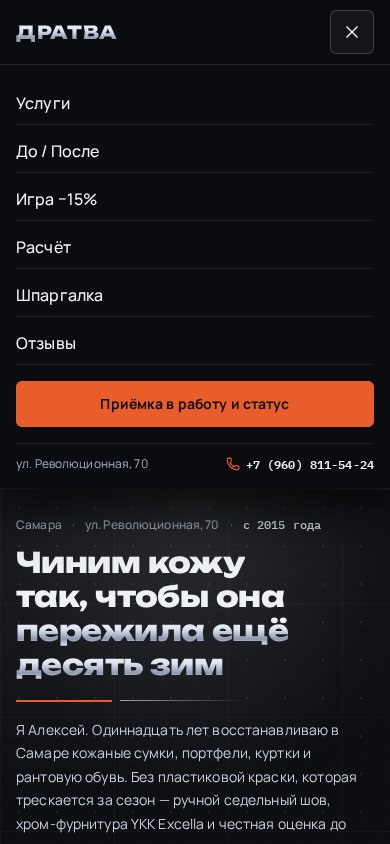 ДРАТВА
Услуги
До / После
Игра −15%
Расчёт
Шпаргалка
Отзывы
Приёмка в работу и статус
ул. Революционная, 70
+7 (960) 811-54-24
Самара · ул. Революционная, 70 · с 2015 года
Чиним кожу
так, чтобы она
пережила ещё
десять зим
Я Алексей. Одиннадцать лет восстанавливаю в
Самаре кожаные сумки, портфели, куртки и
рантовую обувь. Без пластиковой краски, которая
трескается за сезон — ручной седельный шов,
хром-фурнитура YKK Excella и честная оценка до